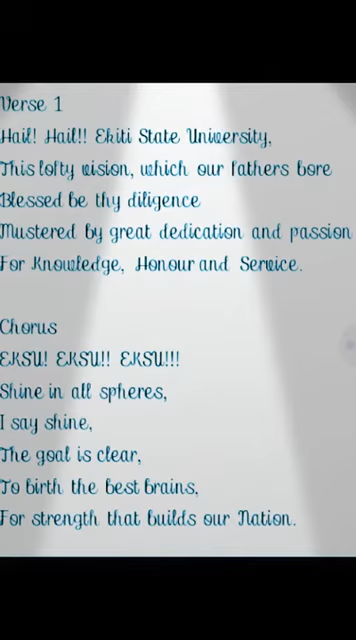 Verse 1
Hail! Hail!! Ekiti State University,
This lofty vision, which our fathers bore
Blessed be thy diligence
Mustered by great dedication and passion
For Knowledge, Honour and Service.
Chorus
EKSU! EKSU!! EKSU!!!
Shine in all spheres,
I say shine,
The goal is clear,
To birth the best brains,
For strength that builds our Nation.